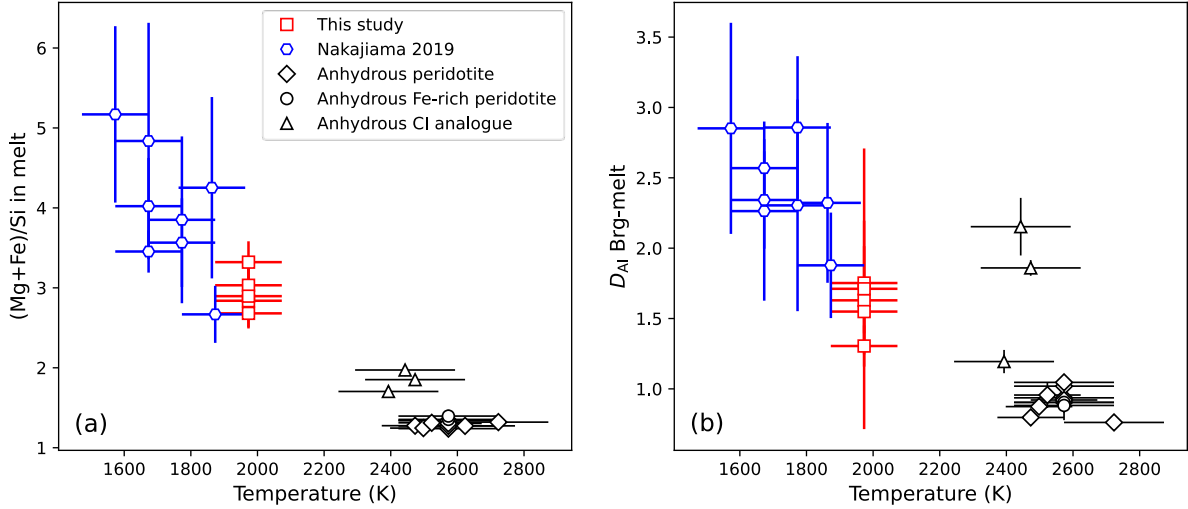 6
5
4
3
2
1
(Mg+Fe)/Si in melt
This study
Nakajiama 2019
Anhydrous peridotite
Anhydrous Fe-rich peridotite
Anhydrous CI analogue
(a)
1600 1800 2000 2200 2400 2600 2800
Temperature (K)
3.5
3.0
2.5
2.0
1.5
1.0
D_Al Brg-melt
(b)
1600 1800 2000 2200 2400 2600 2800
Temperature (K)